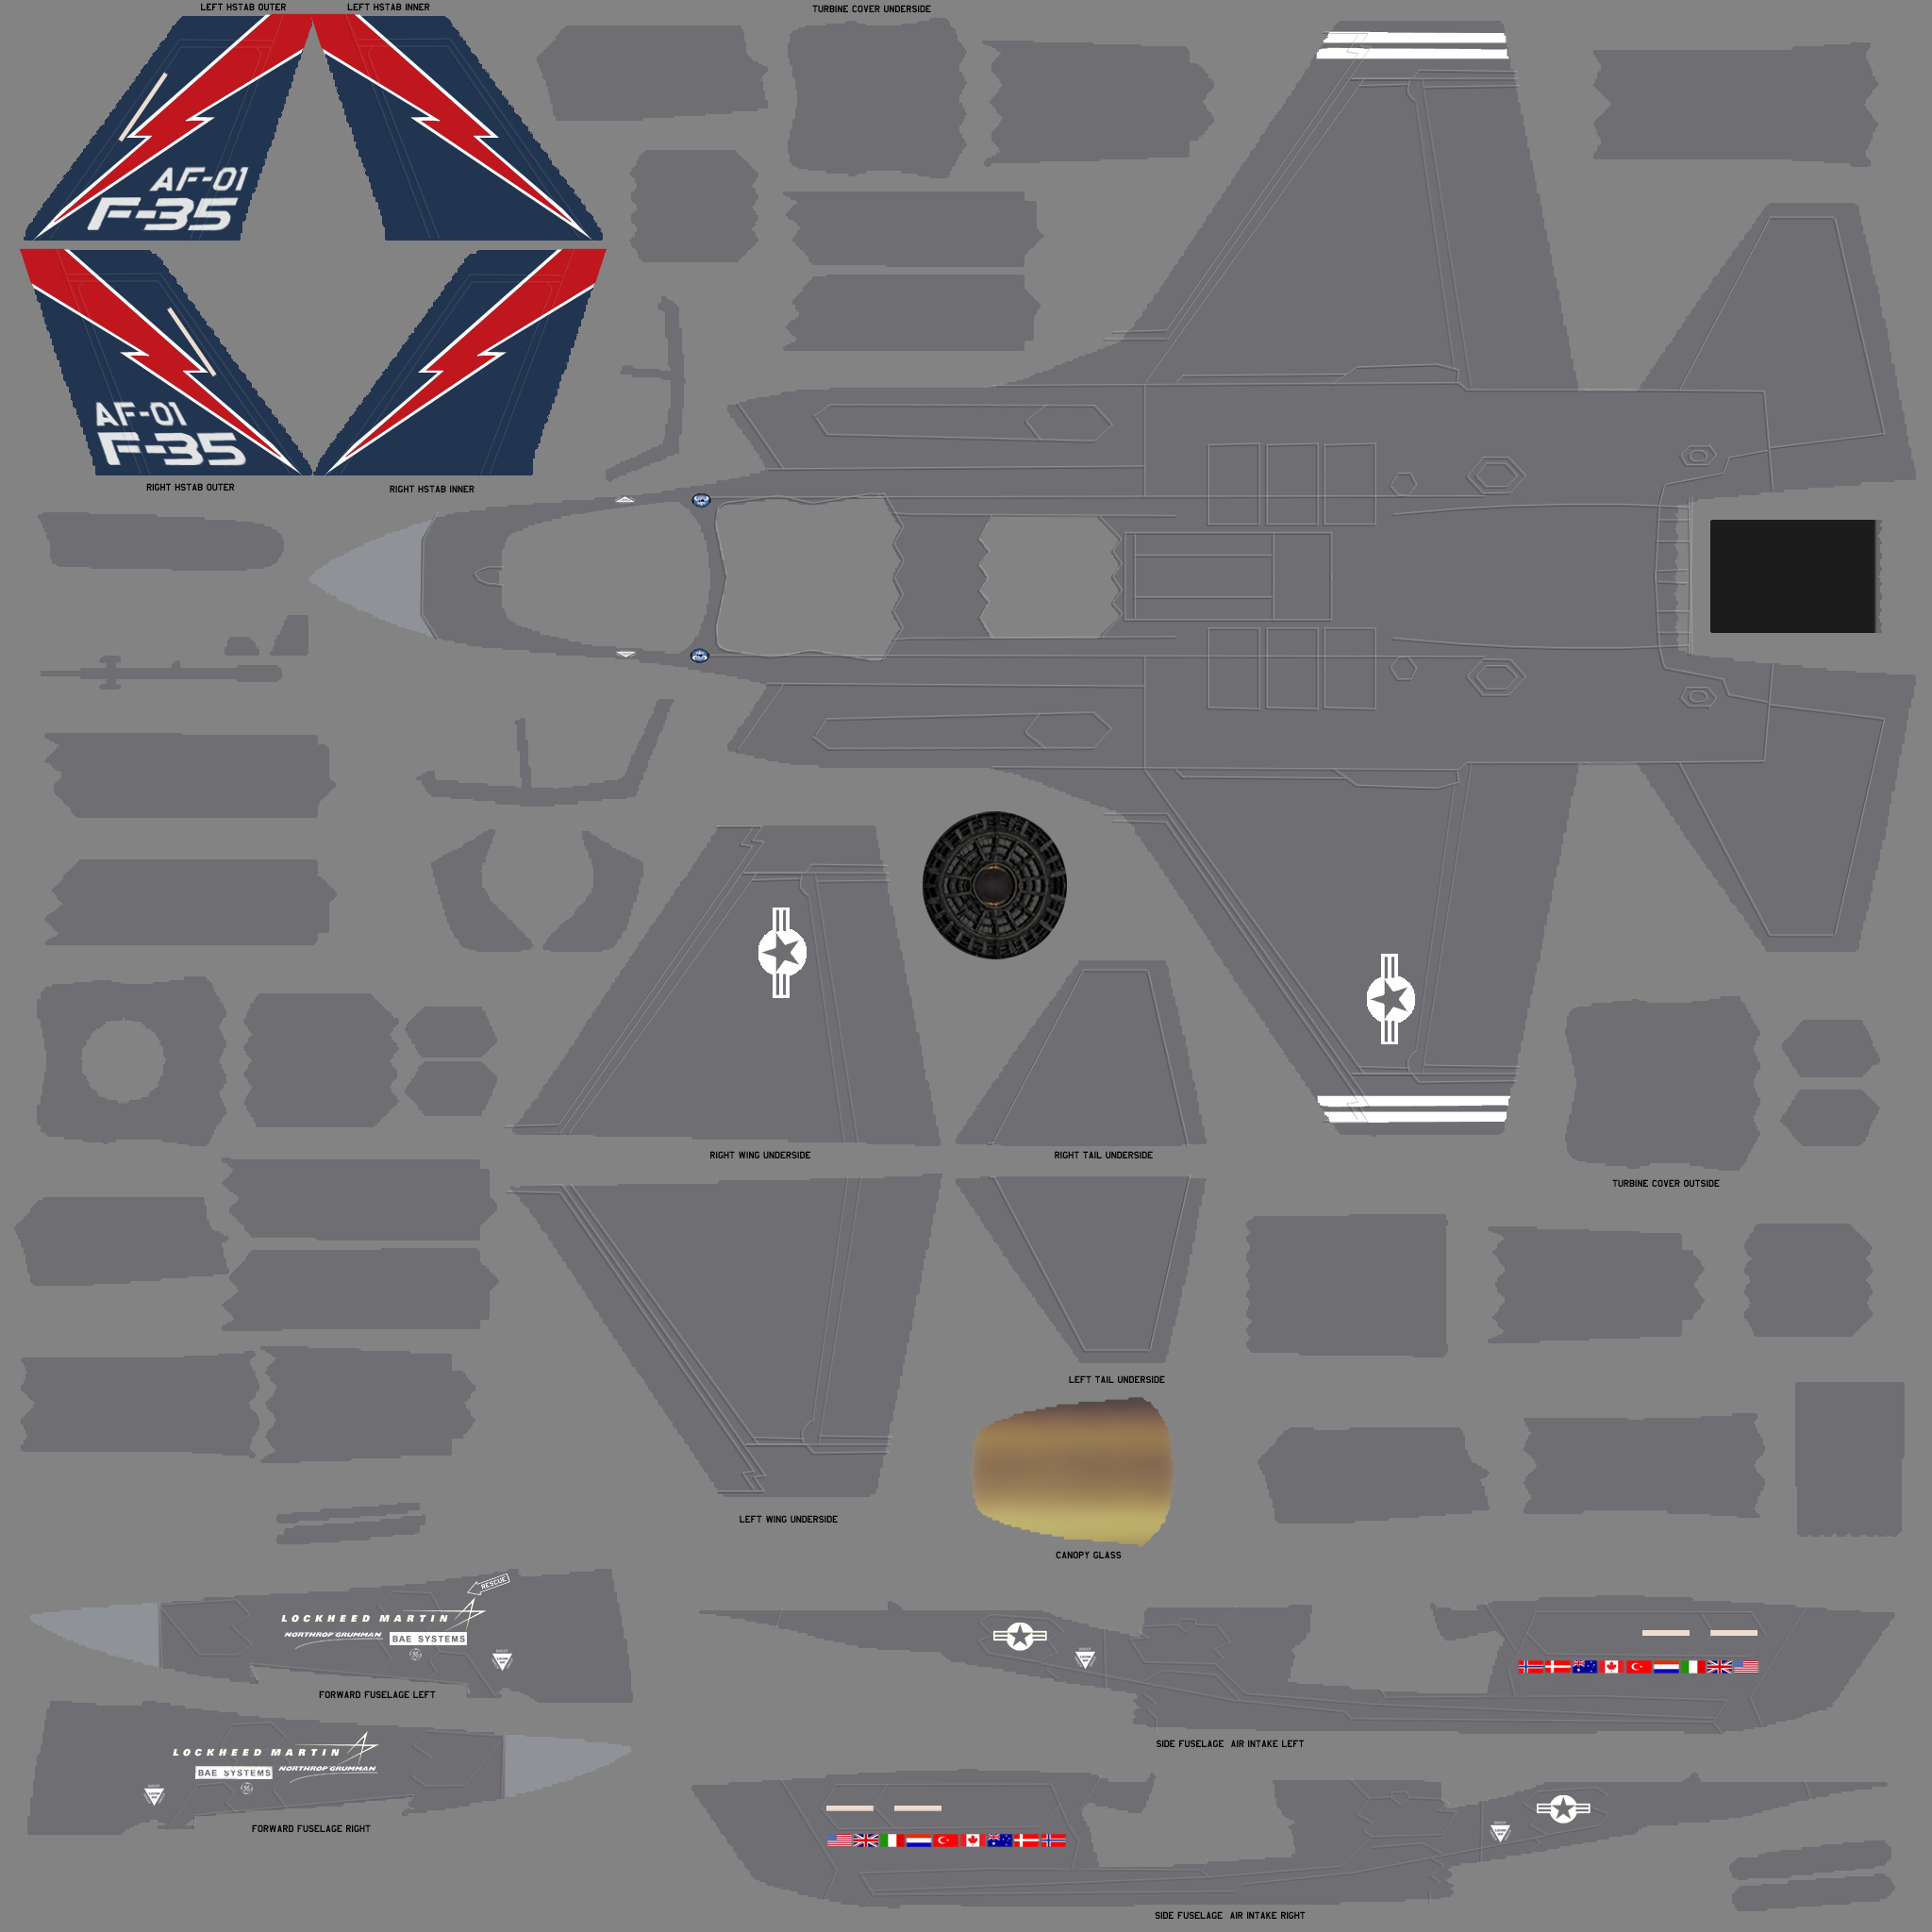 LEFT HSTAB OUTER
LEFT HSTAB INNER
TURBINE COVER UNDERSIDE
AF-01
F-35
AF-01
F-35
RIGHT HSTAB OUTER
RIGHT HSTAB INNER
RIGHT WING UNDERSIDE
RIGHT TAIL UNDERSIDE
TURBINE COVER OUTSIDE
LEFT TAIL UNDERSIDE
LEFT WING UNDERSIDE
CANOPY GLASS
RESCUE
LOCKHEED MARTIN
NORTHROP GRUMMAN
BAE SYSTEMS
FORWARD FUSELAGE LEFT
SIDE FUSELAGE AIR INTAKE LEFT
LOCKHEED MARTIN
BAE SYSTEMS
NORTHROP GRUMMAN
FORWARD FUSELAGE RIGHT
SIDE FUSELAGE AIR INTAKE RIGHT